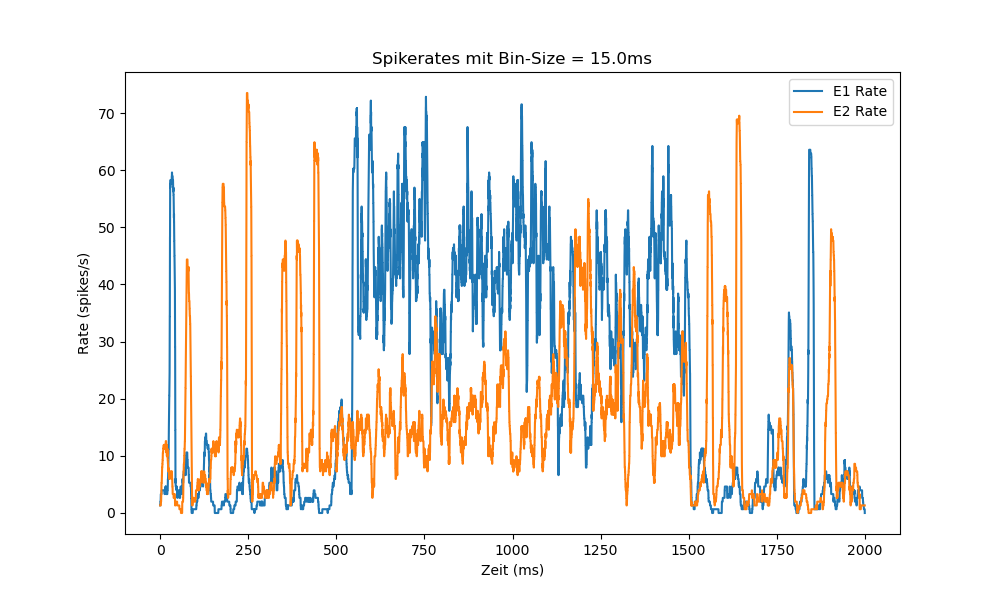 Spikerates mit Bin-Size = 15.0ms
E1 Rate
E2 Rate
Rate (spikes/s)
70
60
50
40
30
20
10
0
0 250 500 750 1000 1250 1500 1750 2000
Zeit (ms)